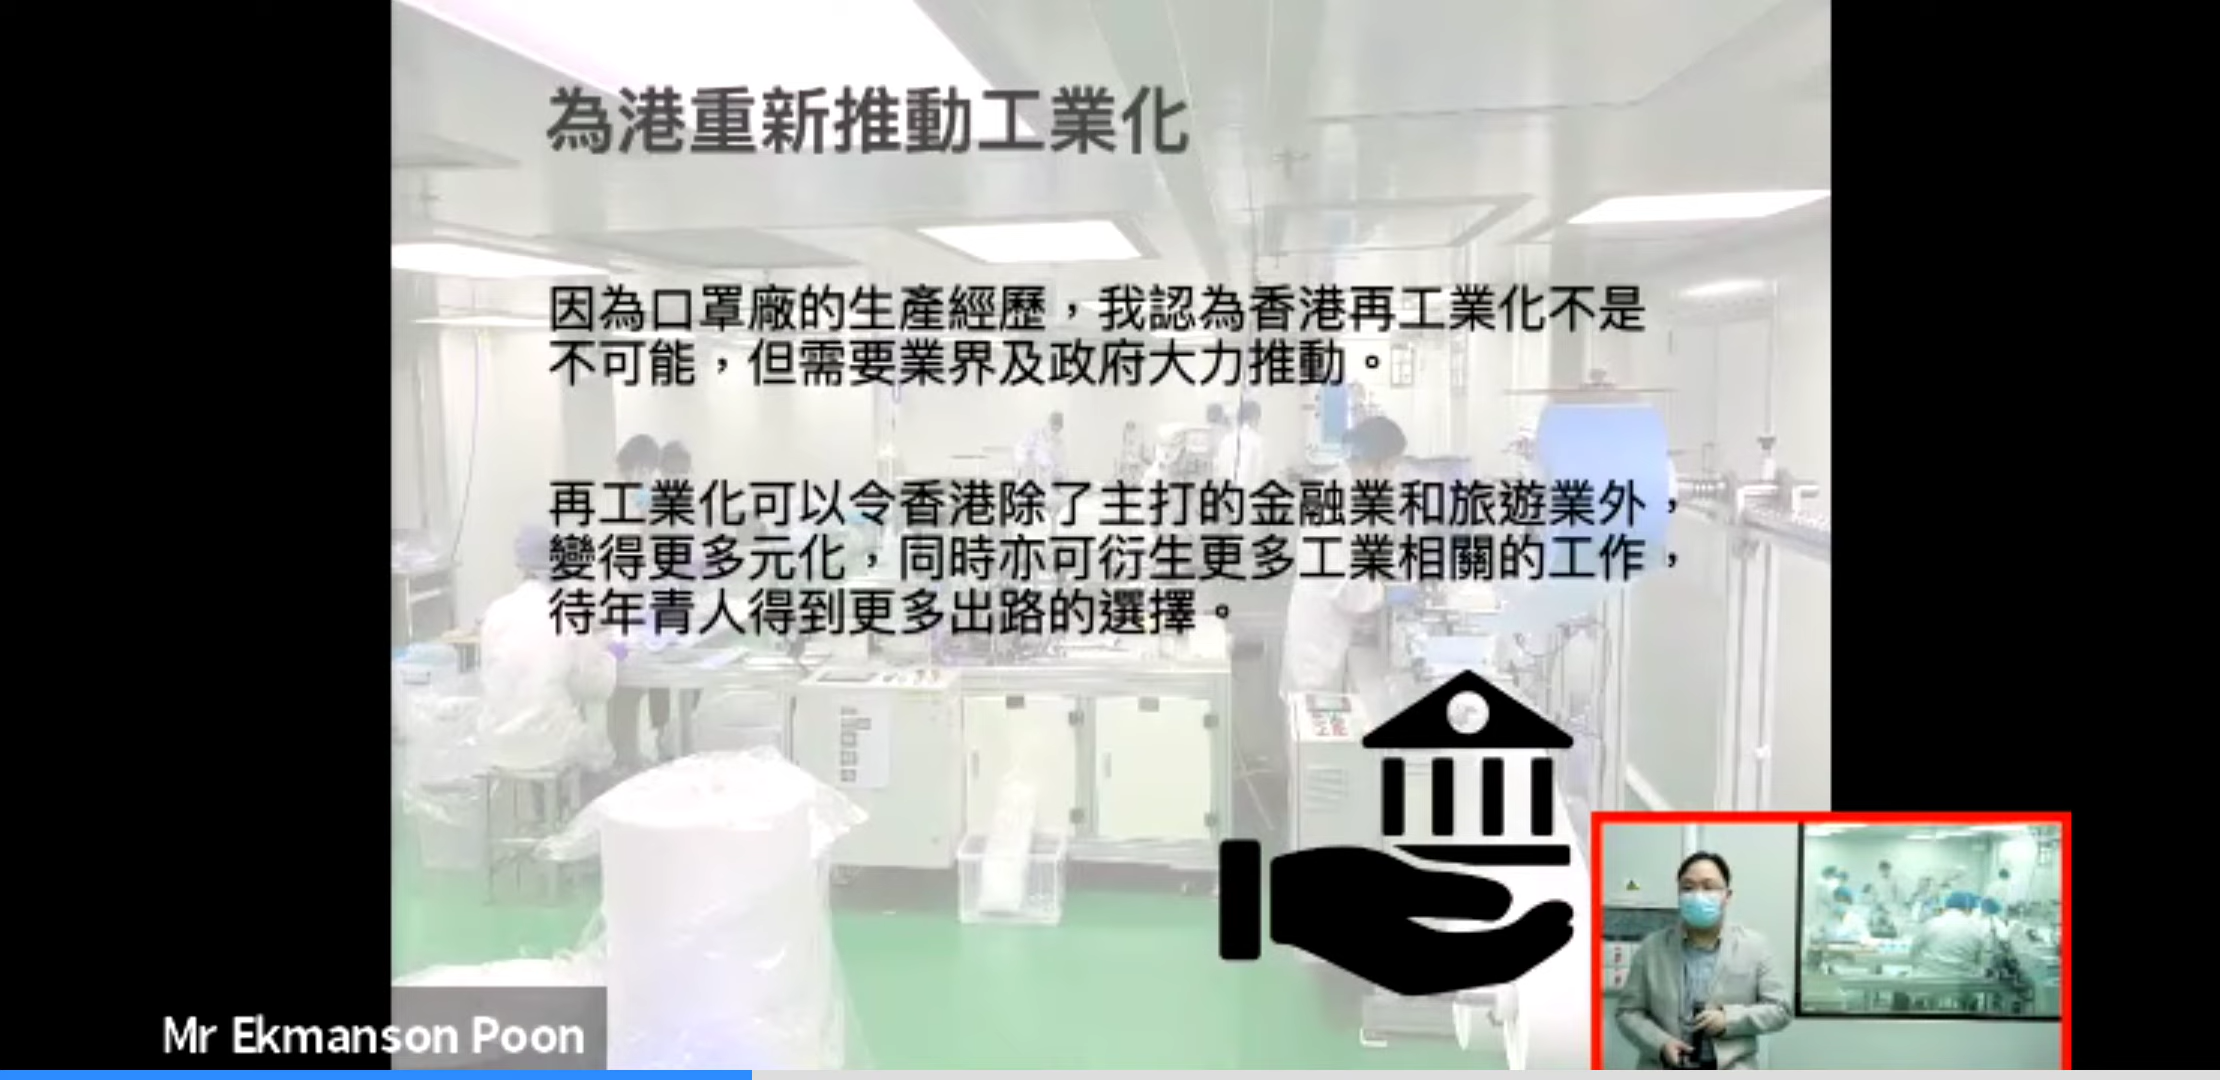 為港重新推動工業化
因為口罩廠的生產經歷，我認為香港再工業化不是
不可能，但需要業界及政府大力推動。
再工業化可以令香港除了主打的金融業和旅遊業外，
變得更多元化，同時亦可衍生更多工業相關的工作，
待年青人得到更多出路的選擇。
Mr Ekmanson Poon